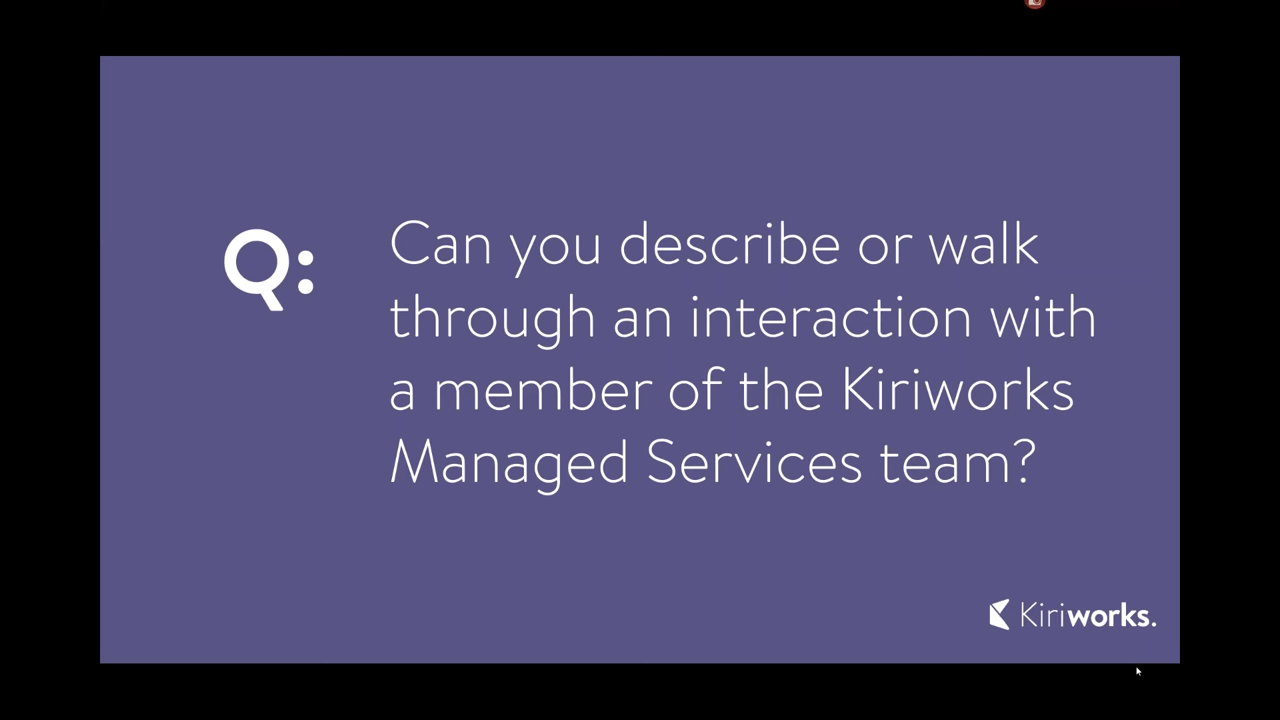 Q:
Can you describe or walk
through an interaction with
a member of the Kiriworks
Managed Services team?
Kiriworks.